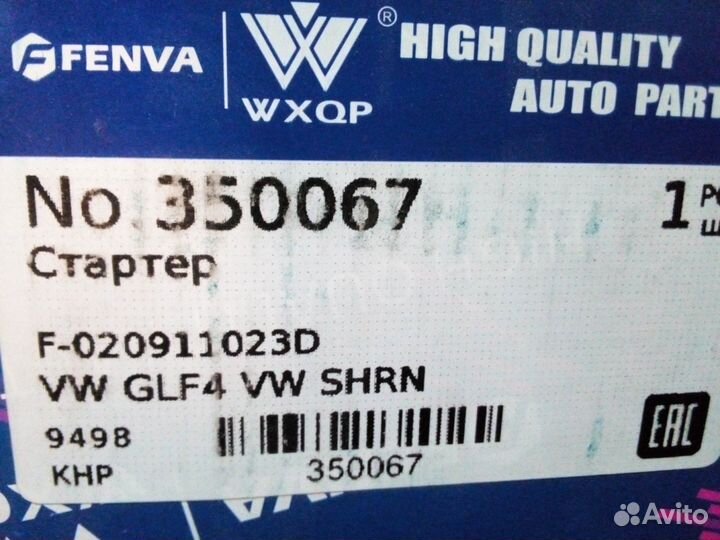 FENVA
WXQP
®
HIGH QUALITY
AUTO PART
No 350067
Стартер
1
F-020911023D
VW GLF4 VW SHRN
9498
КНР
350067
EAC
Avito